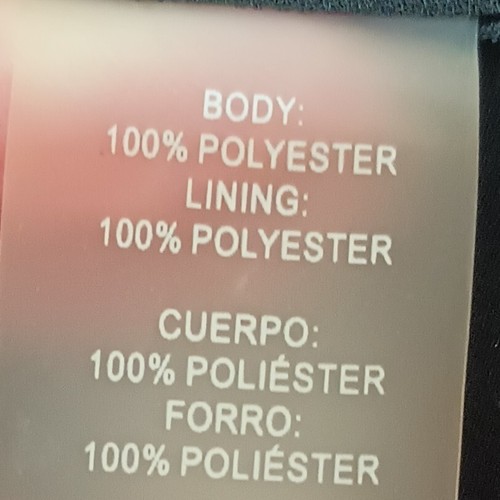 BODY:
100% POLYESTER
LINING:
100% POLYESTER
CUERPO:
100% POLIÉSTER
FORRO:
100% POLIÉSTER